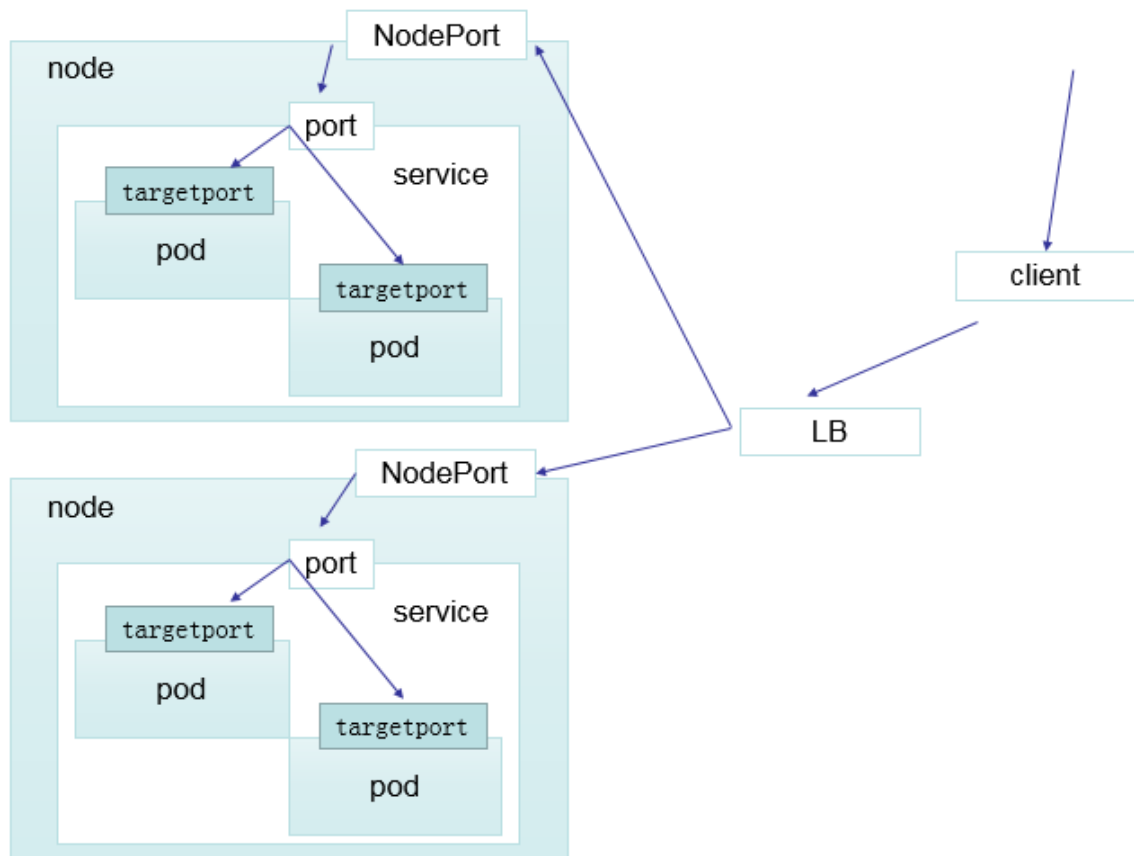 NodePort
node
port
service
targetport
pod
targetport
pod
client
LB
NodePort
node
port
service
targetport
pod
targetport
pod